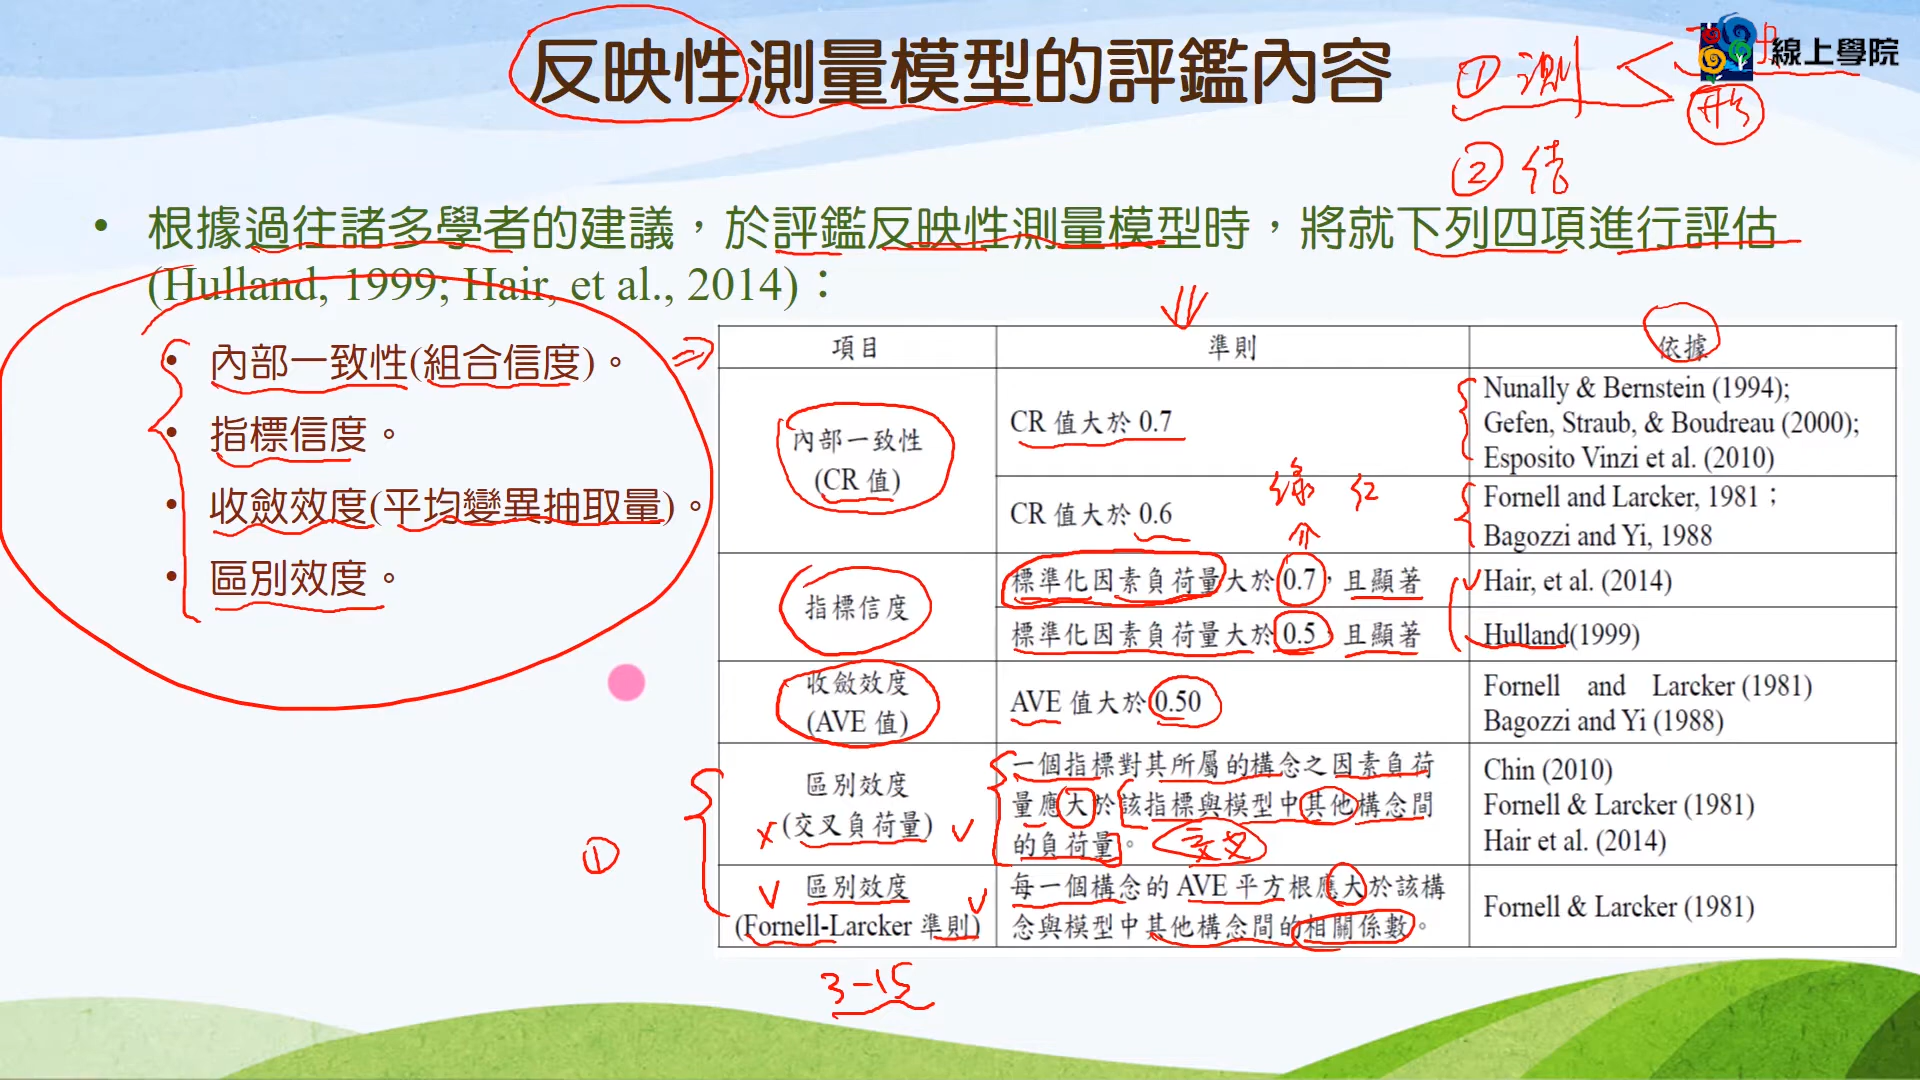 反映性測量模型的評鑑內容
線上學院
① 測
形
② 結
• 根據過往諸多學者的建議，於評鑑反映性測量模型時，將就下列四項進行評估
(Hulland, 1999; Hair, et al., 2014)：
• 內部一致性(組合信度)。
• 指標信度。
• 收斂效度(平均變異抽取量)。
• 區別效度。
項目
準則
依據
內部一致性
(CR 值)
CR 值大於 0.7
Nunally & Bernstein (1994);
Gefen, Straub, & Boudreau (2000);
Esposito Vinzi et al. (2010)
綠 紅
CR 值大於 0.6
Fornell and Larcker, 1981；
Bagozzi and Yi, 1988
指標信度
標準化因素負荷量大於 0.7，且顯著
Hair, et al. (2014)
標準化因素負荷量大於 0.5，且顯著
Hulland(1999)
收斂效度
(AVE 值)
AVE 值大於 0.50
Fornell and Larcker (1981)
Bagozzi and Yi (1988)
①
區別效度
(交叉負荷量)
一個指標對其所屬的構念之因素負荷
量應大於該指標與模型中其他構念間
的負荷量。
交叉
Chin (2010)
Fornell & Larcker (1981)
Hair et al. (2014)
區別效度
(Fornell-Larcker 準則)
每一個構念的 AVE 平方根應大於該構
念與模型中其他構念間的相關係數。
Fornell & Larcker (1981)
3-15